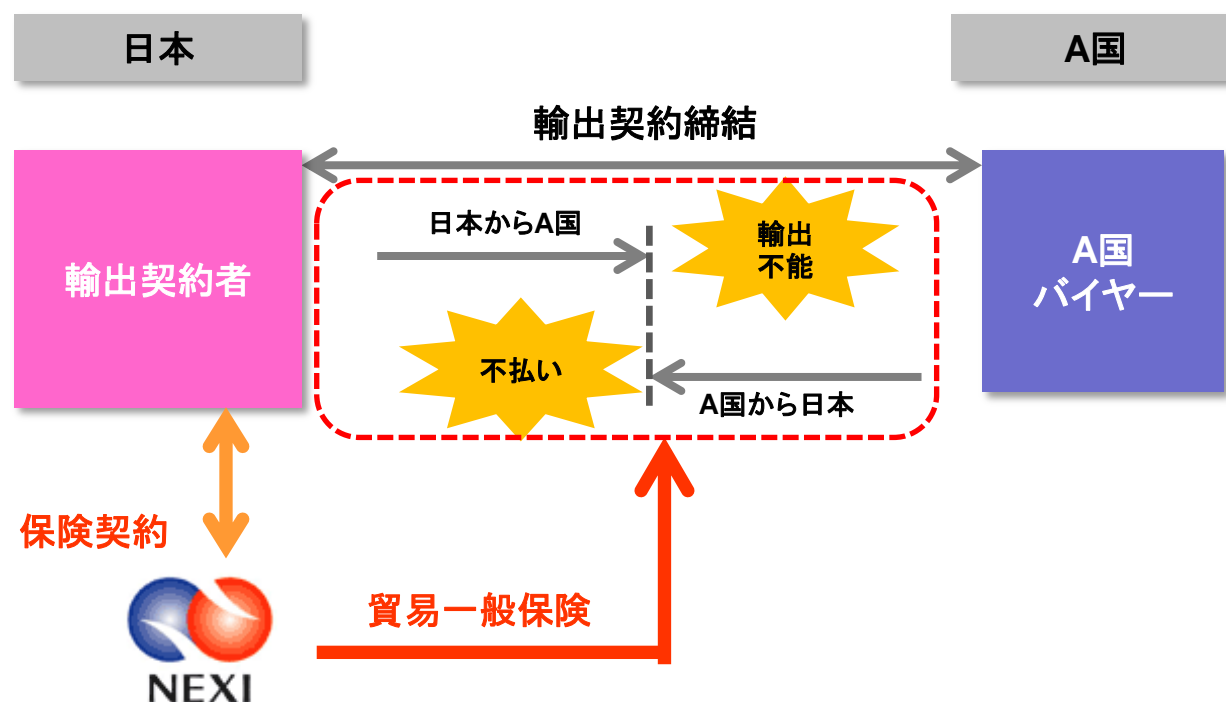 日本
A国
輸出契約締結
輸出契約者
日本からA国
輸出
不能
A国
バイヤー
不払い
A国から日本
保険契約
貿易一般保険
NEXI